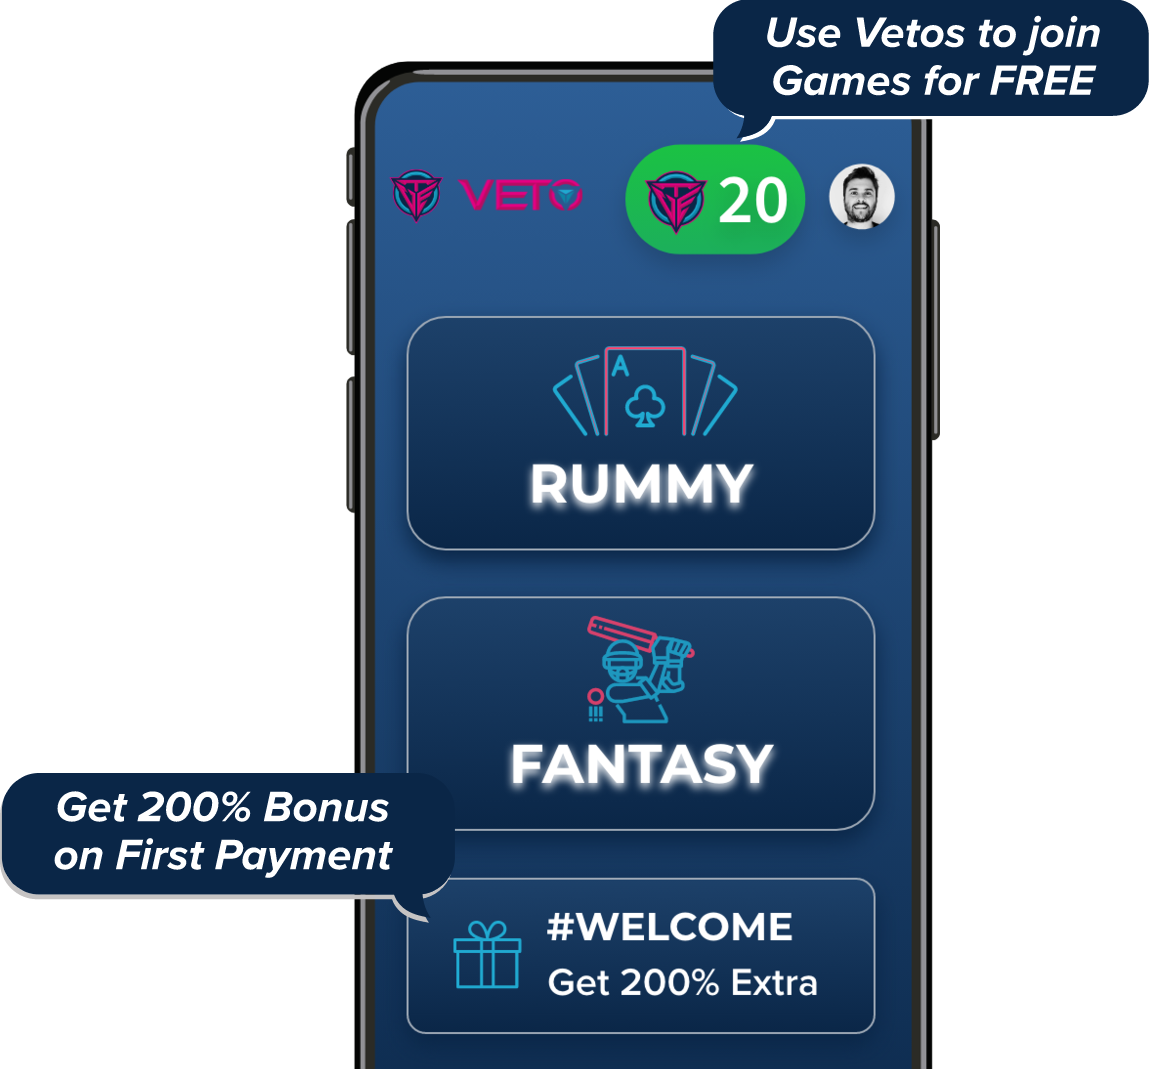 Use Vetos to join
Games for FREE
VETO
20
A
RUMMY
FANTASY
Get 200% Bonus
on First Payment
#WELCOME
Get 200% Extra